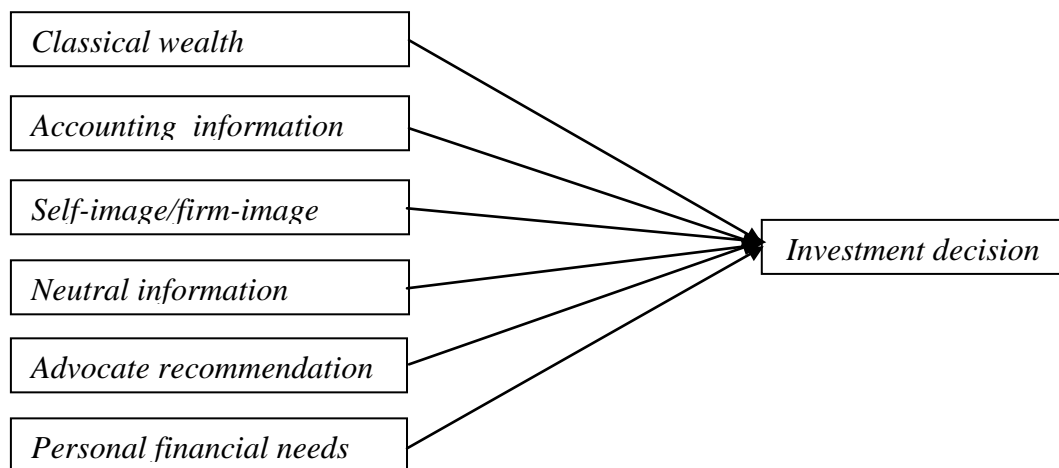 Classical wealth
Accounting information
Self-image/firm-image
Neutral information
Advocate recommendation
Personal financial needs
Investment decision